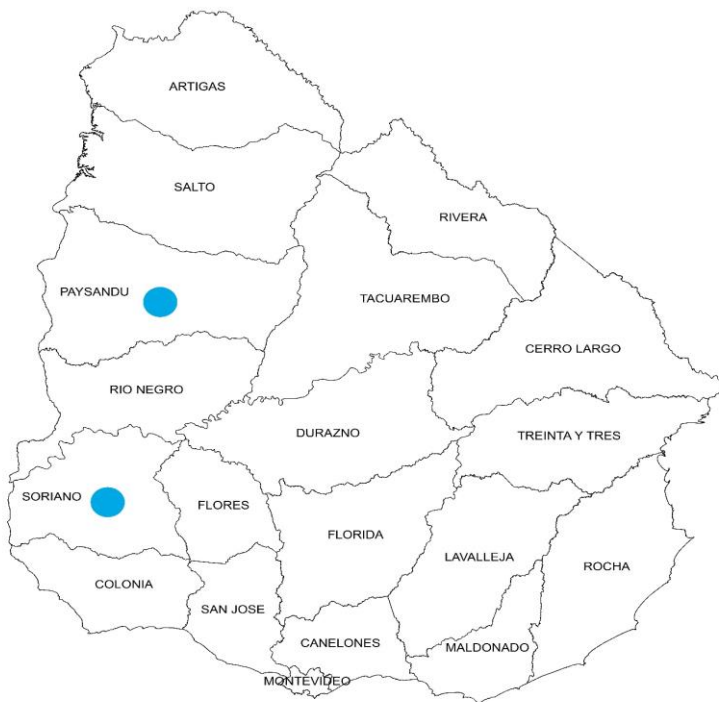 ARTIGAS
SALTO
RIVERA
PAYSANDU
TACUAREMBO
CERRO LARGO
RIO NEGRO
DURAZNO
TREINTA Y TRES
SORIANO
FLORES
FLORIDA
LAVALLEJA
ROCHA
COLONIA
SAN JOSE
CANELONES
MALDONADO
MONTEVIDEO